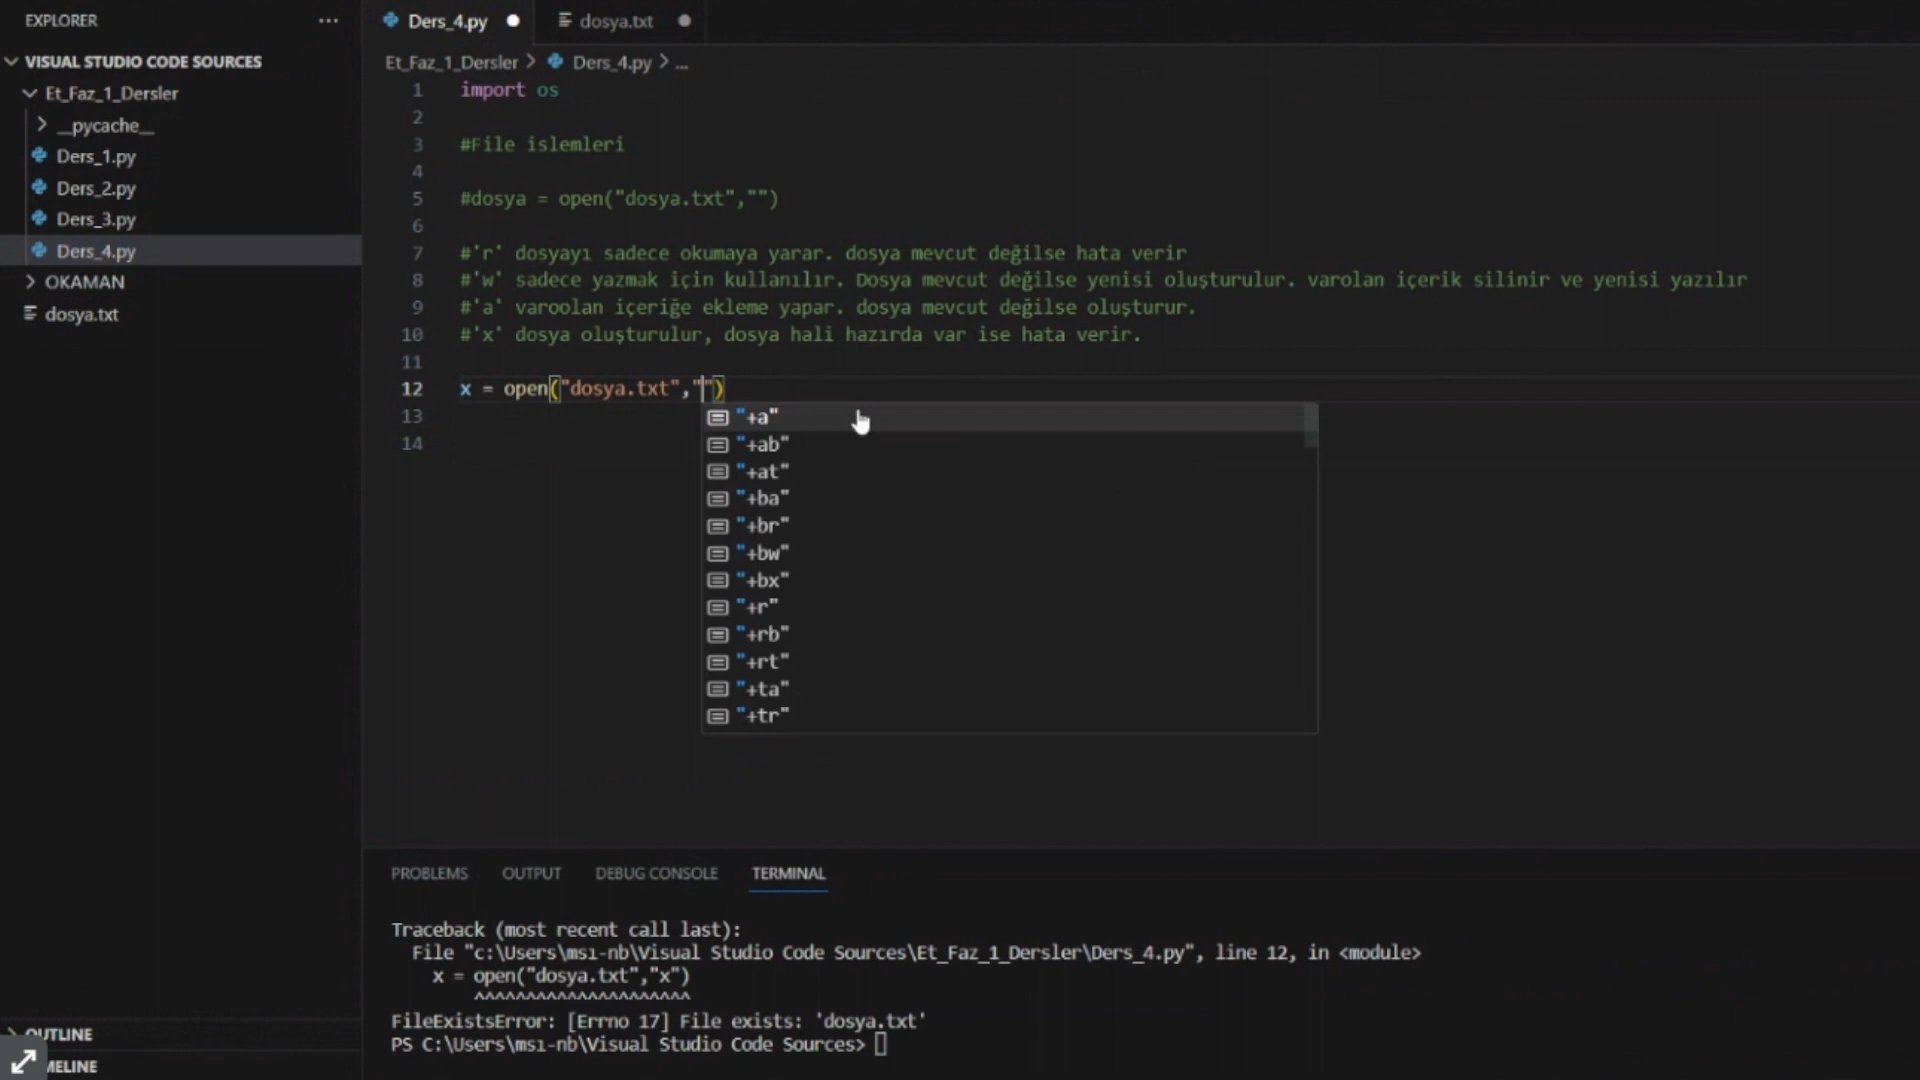 EXPLORER
VISUAL STUDIO CODE SOURCES
Et_Faz_1_Dersler
__pycache__
Ders_1.py
Ders_2.py
Ders_3.py
Ders_4.py
OKAMAN
dosya.txt
OUTLINE
MELINE
Ders_4.py
dosya.txt
Et_Faz_1_Dersler > Ders_4.py > ...
1 import os
2
3 #File islemleri
4
5 #dosya = open("dosya.txt","")
6
7 #'r' dosyayı sadece okumaya yarar. dosya mevcut değilse hata verir
8 #'w' sadece yazmak için kullanılır. Dosya mevcut değilse yenisi oluşturulur. varolan içerik silinir ve yenisi yazılır
9 #'a' varoolan içeriğe ekleme yapar. dosya mevcut değilse oluşturur.
10 #'x' dosya oluşturulur, dosya hali hazırda var ise hata verir.
11
12 x = open("dosya.txt","")
13
14
"+a"
"+ab"
"+at"
"+ba"
"+br"
"+bw"
"+bx"
"+r"
"+rb"
"+rt"
"+ta"
"+tr"
PROBLEMS OUTPUT DEBUG CONSOLE TERMINAL
Traceback (most recent call last):
File "c:\Users\msı-nb\Visual Studio Code Sources\Et_Faz_1_Dersler\Ders_4.py", line 12, in <module>
x = open("dosya.txt","x")
^^^^^^^^^^^^^^^^^^^^^
FileExistsError: [Errno 17] File exists: 'dosya.txt'
PS C:\Users\msı-nb\Visual Studio Code Sources>